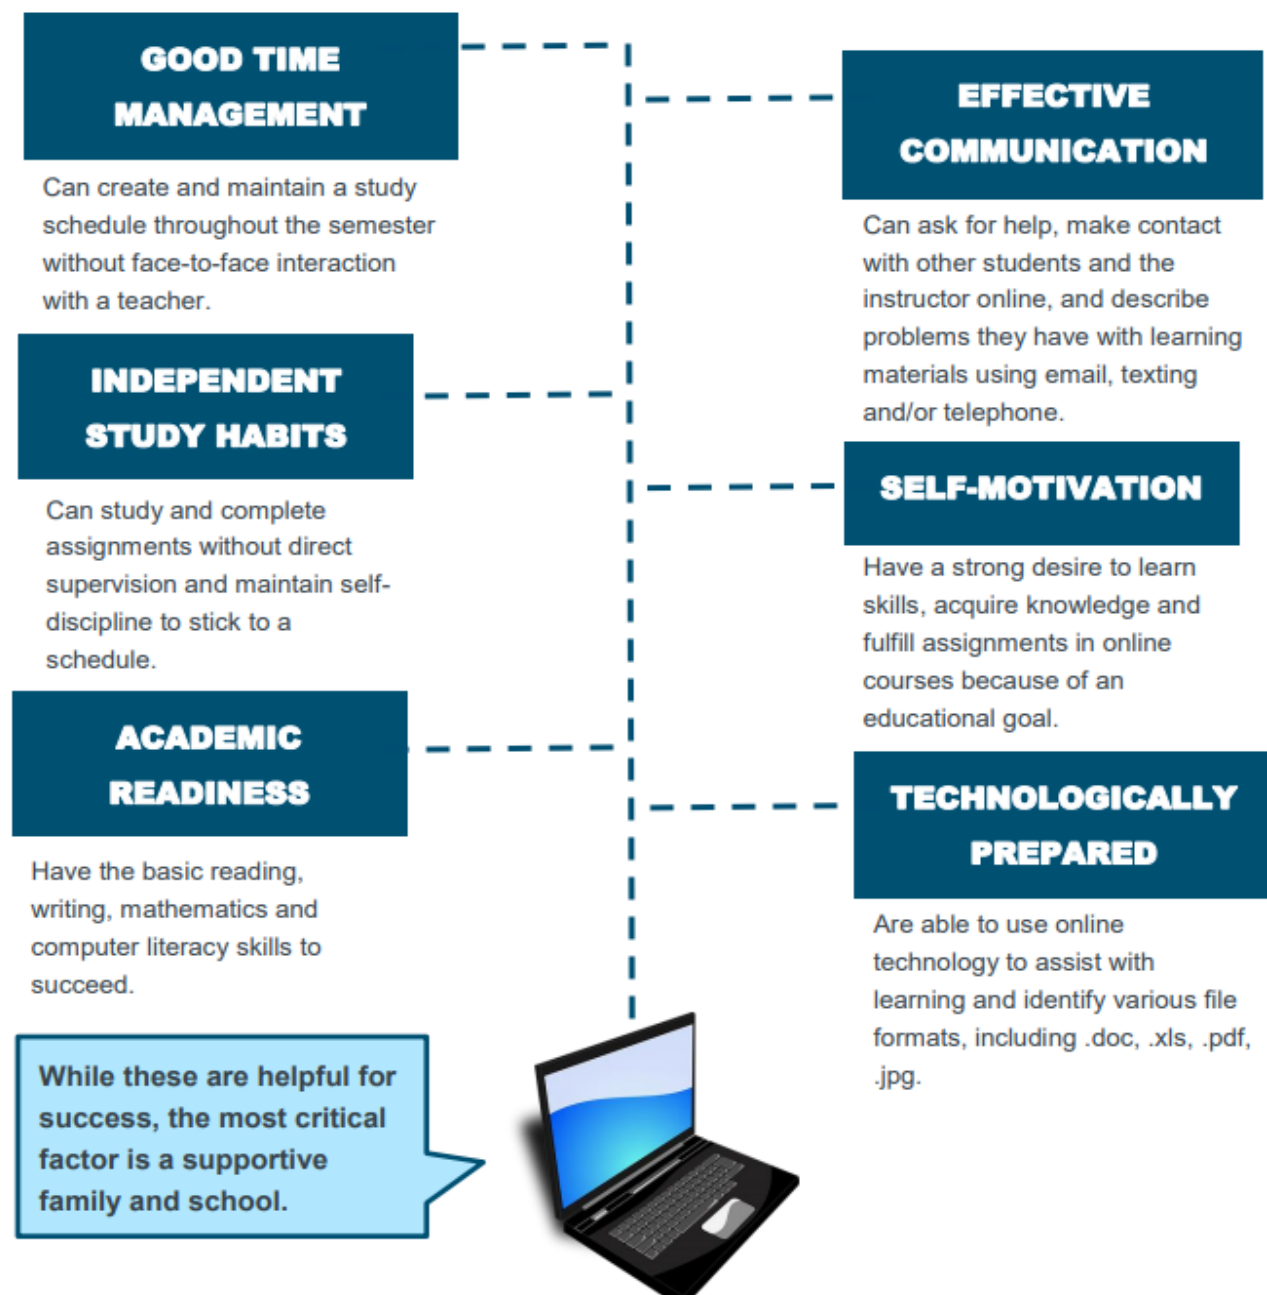 GOOD TIME
MANAGEMENT
Can create and maintain a study
schedule throughout the semester
without face-to-face interaction
with a teacher.
EFFECTIVE
COMMUNICATION
Can ask for help, make contact
with other students and the
instructor online, and describe
problems they have with learning
materials using email, texting
and/or telephone.
INDEPENDENT
STUDY HABITS
Can study and complete
assignments without direct
supervision and maintain self-
discipline to stick to a
schedule.
SELF-MOTIVATION
Have a strong desire to learn
skills, acquire knowledge and
fulfill assignments in online
courses because of an
educational goal.
ACADEMIC
READINESS
Have the basic reading,
writing, mathematics and
computer literacy skills to
succeed.
TECHNOLOGICALLY
PREPARED
Are able to use online
technology to assist with
learning and identify various file
formats, including .doc, .xls, .pdf,
.jpg.
While these are helpful for
success, the most critical
factor is a supportive
family and school.